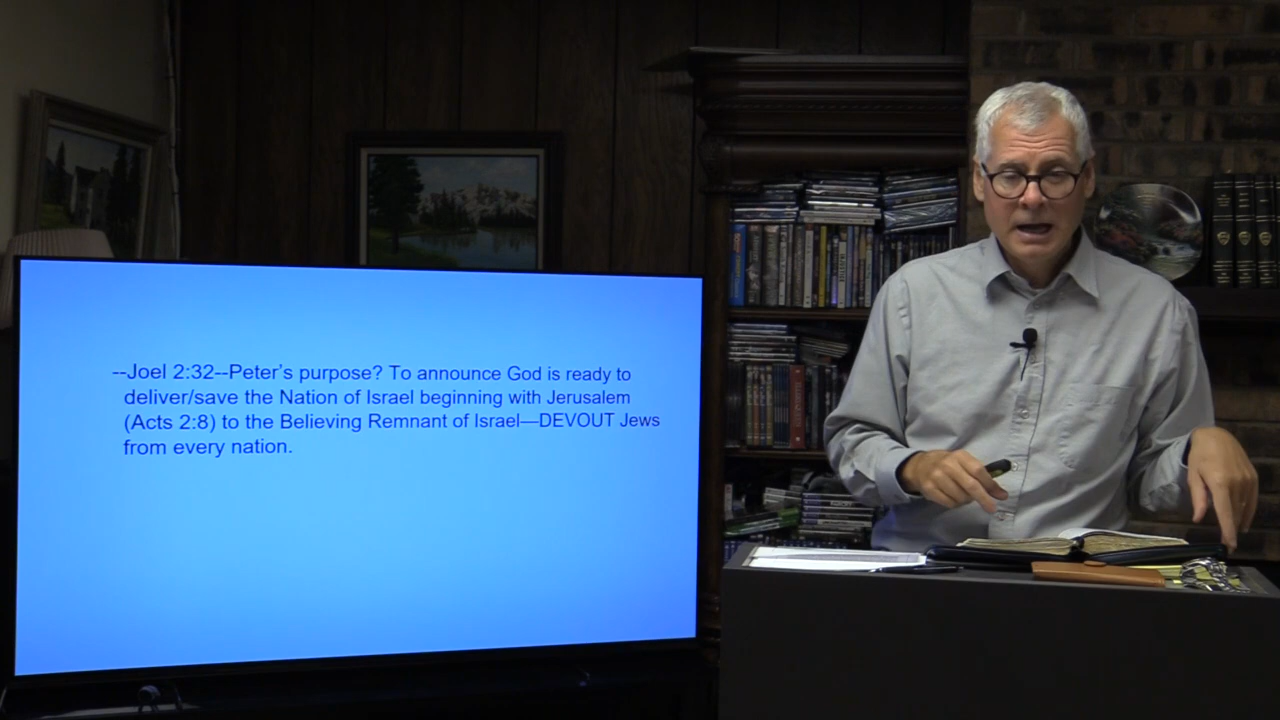 --Joel 2:32--Peter's purpose? To announce God is ready to
deliver/save the Nation of Israel beginning with Jerusalem
(Acts 2:8) to the Believing Remnant of Israel—DEVOUT Jews
from every nation.